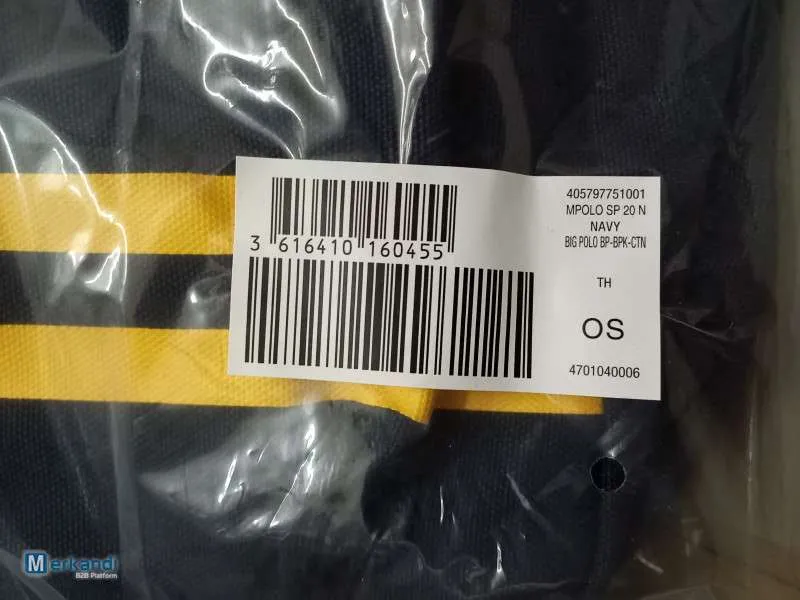 3 616410 160455
405797751001
MPOLO SP 20 N
NAVY
BIG POLO BP-BPK-CTN
TH
OS
4701040006
Merkandi
B2B Platform